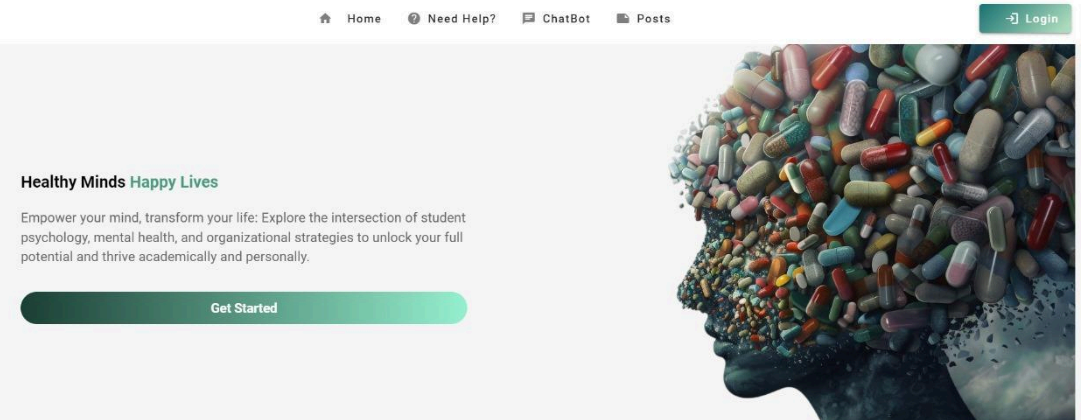 Home
Need Help?
ChatBot
Posts
Login
Healthy Minds Happy Lives
Empower your mind, transform your life: Explore the intersection of student
psychology, mental health, and organizational strategies to unlock your full
potential and thrive academically and personally.
Get Started